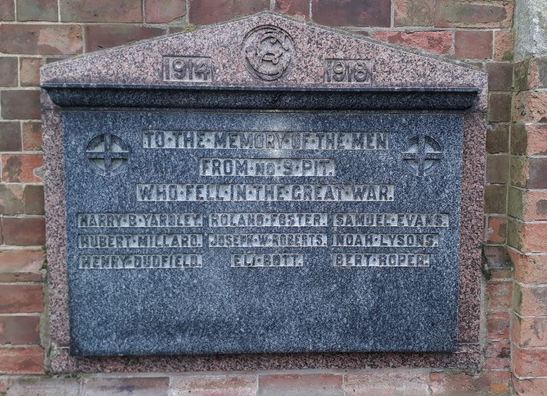 1914 1918
TO·THE·MEMORY·OF·THE·MEN
FROM·No·9·PIT·
WHO·FELL·IN·THE·GREAT·WAR.
HARRY·B·YARDLEY. ROLAND·FOSTER. SAMUEL·EVANS.
HUBERT·MILLARD. JOSEPH·W·ROBERTS. NOAH·LYSONS.
HENRY·DUDFIELD. ELI·BOTT. BERT·ROPER.